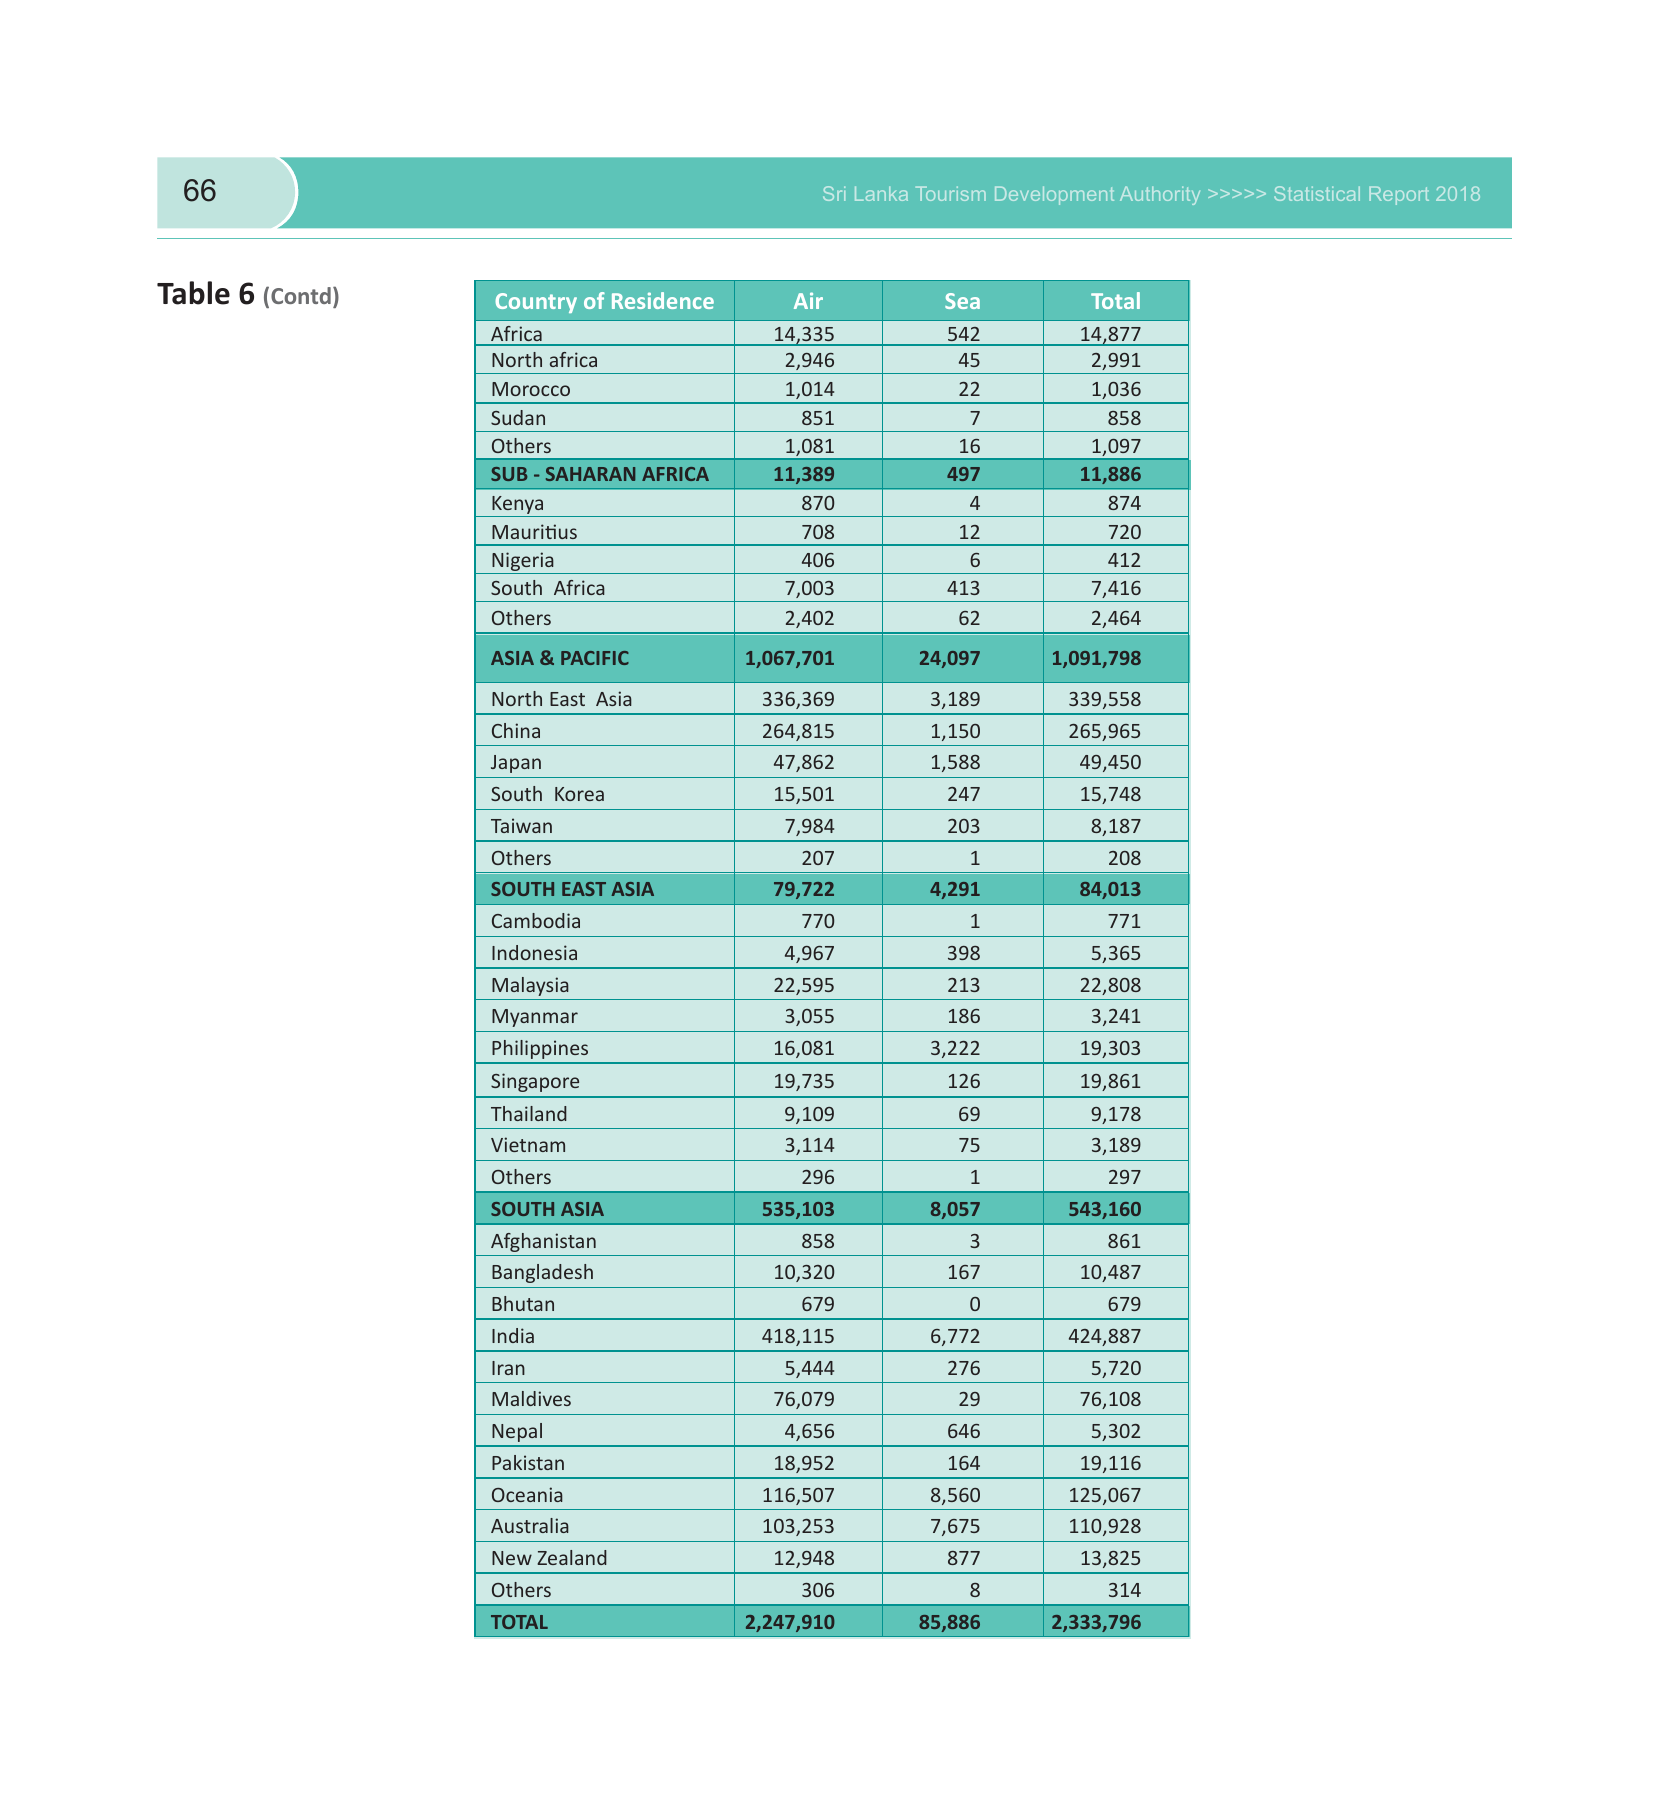 66
Sri Lanka Tourism Development Authority >>>>> Statistical Report 2018
Table 6 (Contd)
Country of Residence Air Sea Total
Africa 14,335 542 14,877
North africa 2,946 45 2,991
Morocco 1,014 22 1,036
Sudan 851 7 858
Others 1,081 16 1,097
SUB - SAHARAN AFRICA 11,389 497 11,886
Kenya 870 4 874
Mauritius 708 12 720
Nigeria 406 6 412
South Africa 7,003 413 7,416
Others 2,402 62 2,464
ASIA & PACIFIC 1,067,701 24,097 1,091,798
North East Asia 336,369 3,189 339,558
China 264,815 1,150 265,965
Japan 47,862 1,588 49,450
South Korea 15,501 247 15,748
Taiwan 7,984 203 8,187
Others 207 1 208
SOUTH EAST ASIA 79,722 4,291 84,013
Cambodia 770 1 771
Indonesia 4,967 398 5,365
Malaysia 22,595 213 22,808
Myanmar 3,055 186 3,241
Philippines 16,081 3,222 19,303
Singapore 19,735 126 19,861
Thailand 9,109 69 9,178
Vietnam 3,114 75 3,189
Others 296 1 297
SOUTH ASIA 535,103 8,057 543,160
Afghanistan 858 3 861
Bangladesh 10,320 167 10,487
Bhutan 679 0 679
India 418,115 6,772 424,887
Iran 5,444 276 5,720
Maldives 76,079 29 76,108
Nepal 4,656 646 5,302
Pakistan 18,952 164 19,116
Oceania 116,507 8,560 125,067
Australia 103,253 7,675 110,928
New Zealand 12,948 877 13,825
Others 306 8 314
TOTAL 2,247,910 85,886 2,333,796